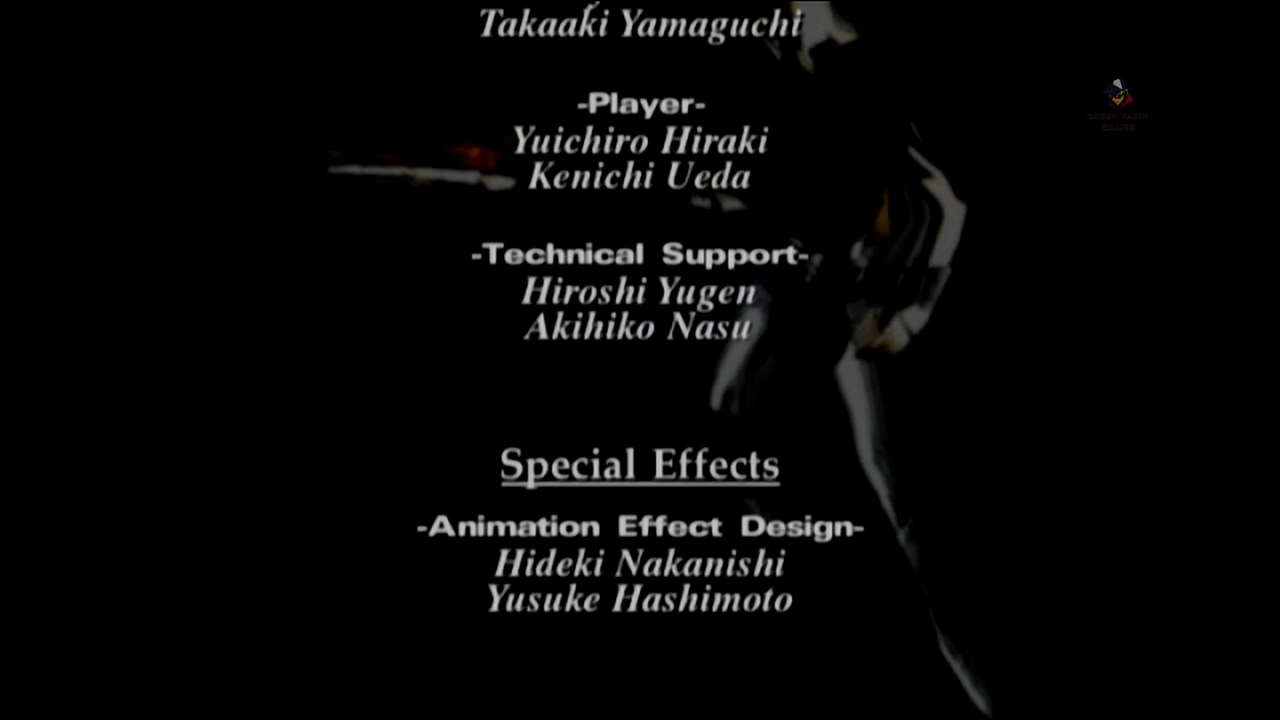 Takaaki Yamaguchi
-Player-
Yuichiro Hiraki
Kenichi Ueda
-Technical Support-
Hiroshi Yugen
Akihiko Nasu
Special Effects
-Animation Effect Design-
Hideki Nakanishi
Yusuke Hashimoto